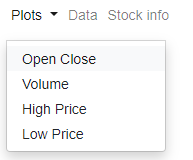 Plots Data Stock info
Open Close
Volume
High Price
Low Price